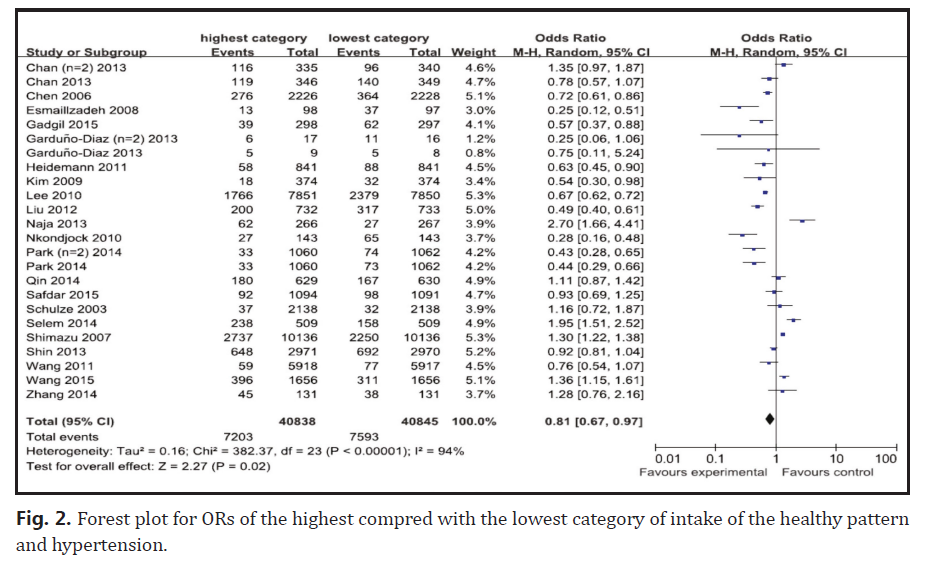 highest category lowest category Odds Ratio Odds Ratio
Study or Subgroup Events Total Events Total Weight M-H, Random, 95% CI M-H, Random, 95% CI
Chan (n=2) 2013 116 335 96 340 4.6% 1.35 [0.97, 1.87]
Chan 2013 119 346 140 349 4.6% 0.78 [0.57, 1.07]
Chen 2006 276 2226 364 2228 5.1% 0.72 [0.61, 0.86]
Esmaillzadeh 2008 13 98 37 97 2.9% 0.25 [0.12, 0.51]
Gadgil 2015 39 298 62 297 4.1% 0.57 [0.37, 0.88]
Garduño-Diaz (n=2) 2013 6 17 11 16 1.2% 0.25 [0.06, 1.06]
Garduño-Diaz 2013 5 9 5 8 0.8% 0.75 [0.11, 5.24]
Heidemann 2011 58 841 88 841 4.5% 0.63 [0.45, 0.90]
Kim 2009 18 374 32 374 3.4% 0.54 [0.30, 0.98]
Lee 2010 1766 7851 2379 7850 5.3% 0.67 [0.62, 0.72]
Liu 2012 200 732 317 733 5.0% 0.49 [0.40, 0.61]
Naja 2013 62 266 27 267 3.9% 2.70 [1.66, 4.41]
Nkondjock 2010 27 143 65 143 3.7% 0.28 [0.16, 0.48]
Park (n=2) 2014 33 1060 74 1062 4.2% 0.43 [0.28, 0.65]
Park 2014 33 1060 73 1062 4.2% 0.44 [0.29, 0.66]
Qin 2014 180 629 167 630 4.9% 1.11 [0.87, 1.42]
Safdar 2015 92 1094 98 1091 4.7% 0.93 [0.69, 1.25]
Schulze 2003 37 2138 32 2138 4.0% 1.16 [0.72, 1.87]
Selem 2014 238 509 158 509 4.8% 1.95 [1.51, 2.52]
Shimazu 2007 2737 10136 2250 10136 5.3% 1.30 [1.22, 1.38]
Shin 2013 648 2971 692 2970 5.2% 0.92 [0.81, 1.04]
Wang 2011 59 5918 77 5917 4.5% 0.76 [0.54, 1.07]
Wang 2015 396 1656 311 1656 5.1% 1.36 [1.15, 1.61]
Zhang 2014 45 131 38 131 3.7% 1.28 [0.76, 2.16]
Total (95% CI) 40838 40845 100.0% 0.81 [0.67, 0.97]
Total events 7203 7593
Heterogeneity: Tau² = 0.16; Chi² = 382.37, df = 23 (P < 0.00001); I² = 94%
Test for overall effect: Z = 2.27 (P = 0.02)
0.01 0.1 1 10 100
Favours experimental Favours control
Fig. 2. Forest plot for ORs of the highest compred with the lowest category of intake of the healthy pattern
and hypertension.